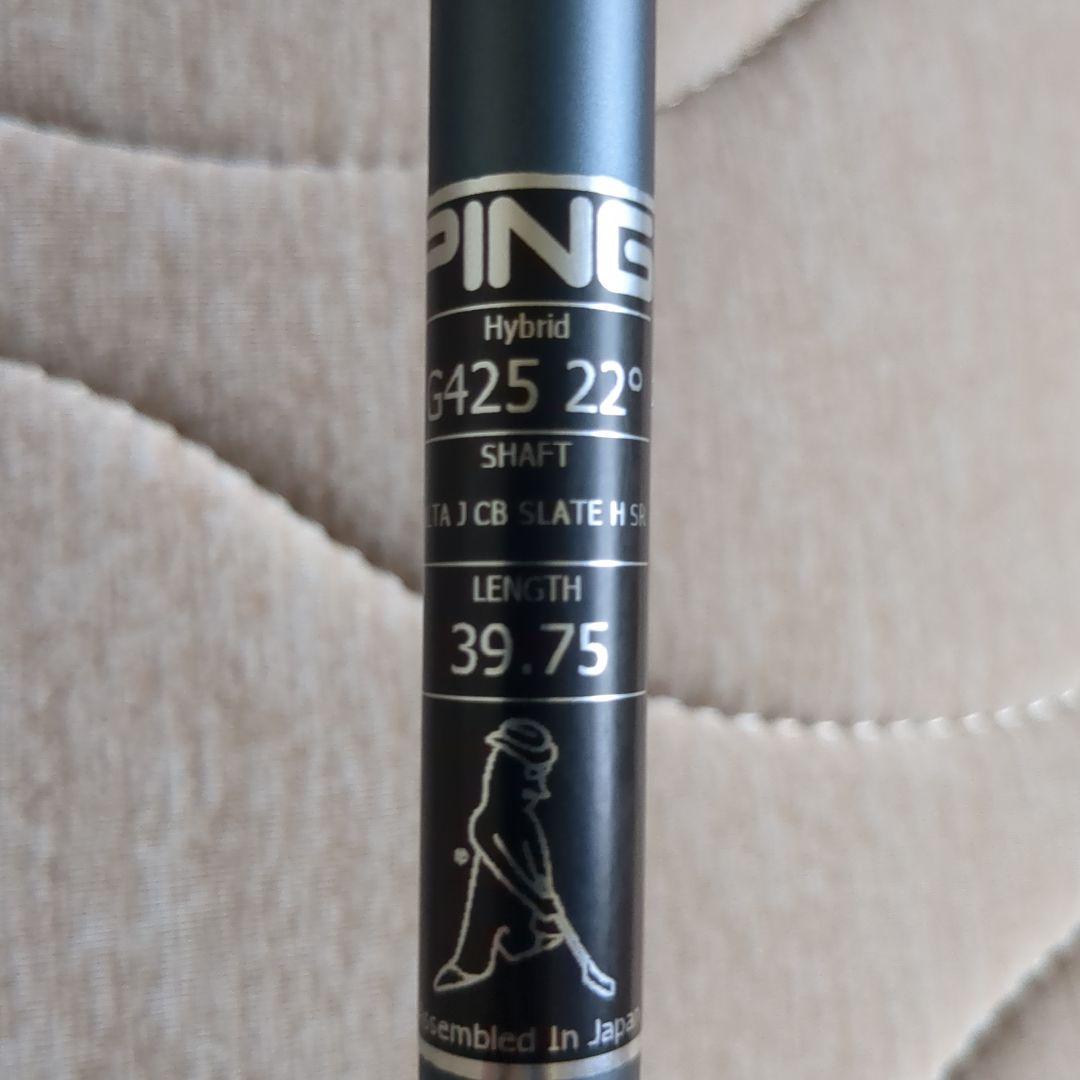 PING
Hybrid
G425 22°
SHAFT
LTA J CB SLATE H SR
LENGTH
39.75
®
ssembled In Japan